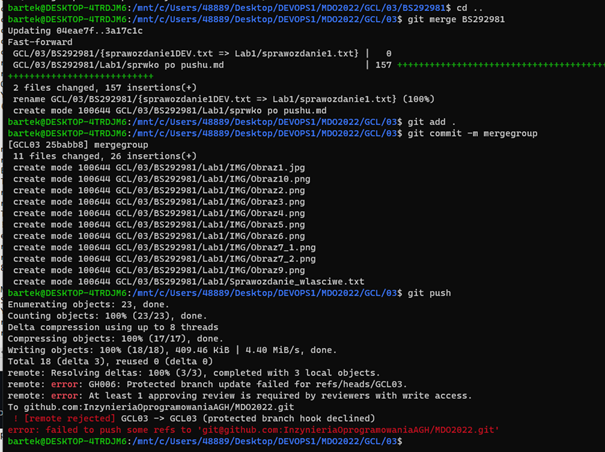 bartek@DESKTOP-4TRDJM6:/mnt/c/Users/48889/Desktop/DEVOPS1/MDO2022/GCL/03/BS292981$ cd ..
bartek@DESKTOP-4TRDJM6:/mnt/c/Users/48889/Desktop/DEVOPS1/MDO2022/GCL/03$ git merge BS292981
Updating 04eae7f..3a17c1c
Fast-forward
 GCL/03/BS292981/{sprawozdanie1DEV.txt => Lab1/sprawozdanie1.txt} |   0
 GCL/03/BS292981/Lab1/sprwko po pushu.md                          | 157 +++++++++++++++++++++++++++++++++++++++
+++++++++++++++++++++++++++
 2 files changed, 157 insertions(+)
 rename GCL/03/BS292981/{sprawozdanie1DEV.txt => Lab1/sprawozdanie1.txt} (100%)
 create mode 100644 GCL/03/BS292981/Lab1/sprwko po pushu.md
bartek@DESKTOP-4TRDJM6:/mnt/c/Users/48889/Desktop/DEVOPS1/MDO2022/GCL/03$ git add .
bartek@DESKTOP-4TRDJM6:/mnt/c/Users/48889/Desktop/DEVOPS1/MDO2022/GCL/03$ git commit -m mergegroup
[GCL03 25babb8] mergegroup
 11 files changed, 26 insertions(+)
 create mode 100644 GCL/03/BS292981/Lab1/IMG/Obraz1.jpg
 create mode 100644 GCL/03/BS292981/Lab1/IMG/Obraz10.png
 create mode 100644 GCL/03/BS292981/Lab1/IMG/Obraz2.png
 create mode 100644 GCL/03/BS292981/Lab1/IMG/Obraz3.png
 create mode 100644 GCL/03/BS292981/Lab1/IMG/Obraz4.png
 create mode 100644 GCL/03/BS292981/Lab1/IMG/Obraz5.png
 create mode 100644 GCL/03/BS292981/Lab1/IMG/Obraz6.png
 create mode 100644 GCL/03/BS292981/Lab1/IMG/Obraz7_1.png
 create mode 100644 GCL/03/BS292981/Lab1/IMG/Obraz7_2.png
 create mode 100644 GCL/03/BS292981/Lab1/IMG/Obraz9.png
 create mode 100644 GCL/03/BS292981/Lab1/Sprawozdanie_wlasciwe.txt
bartek@DESKTOP-4TRDJM6:/mnt/c/Users/48889/Desktop/DEVOPS1/MDO2022/GCL/03$ git push
Enumerating objects: 23, done.
Counting objects: 100% (23/23), done.
Delta compression using up to 8 threads
Compressing objects: 100% (17/17), done.
Writing objects: 100% (18/18), 409.46 KiB | 4.40 MiB/s, done.
Total 18 (delta 3), reused 0 (delta 0)
remote: Resolving deltas: 100% (3/3), completed with 3 local objects.
remote: error: GH006: Protected branch update failed for refs/heads/GCL03.
remote: error: At least 1 approving review is required by reviewers with write access.
To github.com:InzynieriaOprogramowaniaAGH/MDO2022.git
 ! [remote rejected] GCL03 -> GCL03 (protected branch hook declined)
error: failed to push some refs to 'git@github.com:InzynieriaOprogramowaniaAGH/MDO2022.git'
bartek@DESKTOP-4TRDJM6:/mnt/c/Users/48889/Desktop/DEVOPS1/MDO2022/GCL/03$